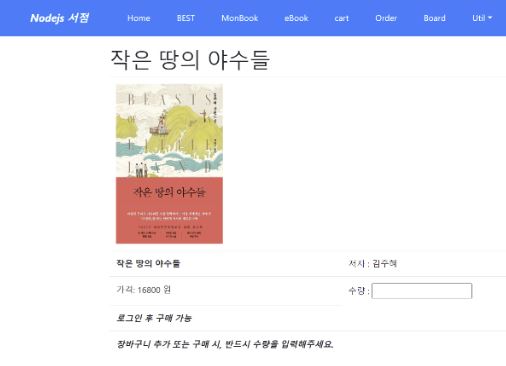 Nodejs 서점 Home BEST MonBook eBook cart Order Board Util
작은 땅의 야수들
BEASTS
OF A
LITTLE
LAND
작은 땅의 야수들
작은 땅의 야수들 저자 : 김주혜
가격: 16800 원 수량 :
로그인 후 구매 가능
장바구니 추가 또는 구매 시, 반드시 수량을 입력해주세요.